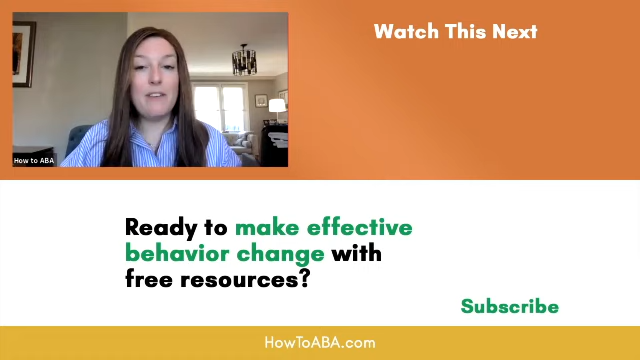 Watch This Next
How to ABA
Ready to make effective
behavior change with
free resources?
Subscribe
HowToABA.com